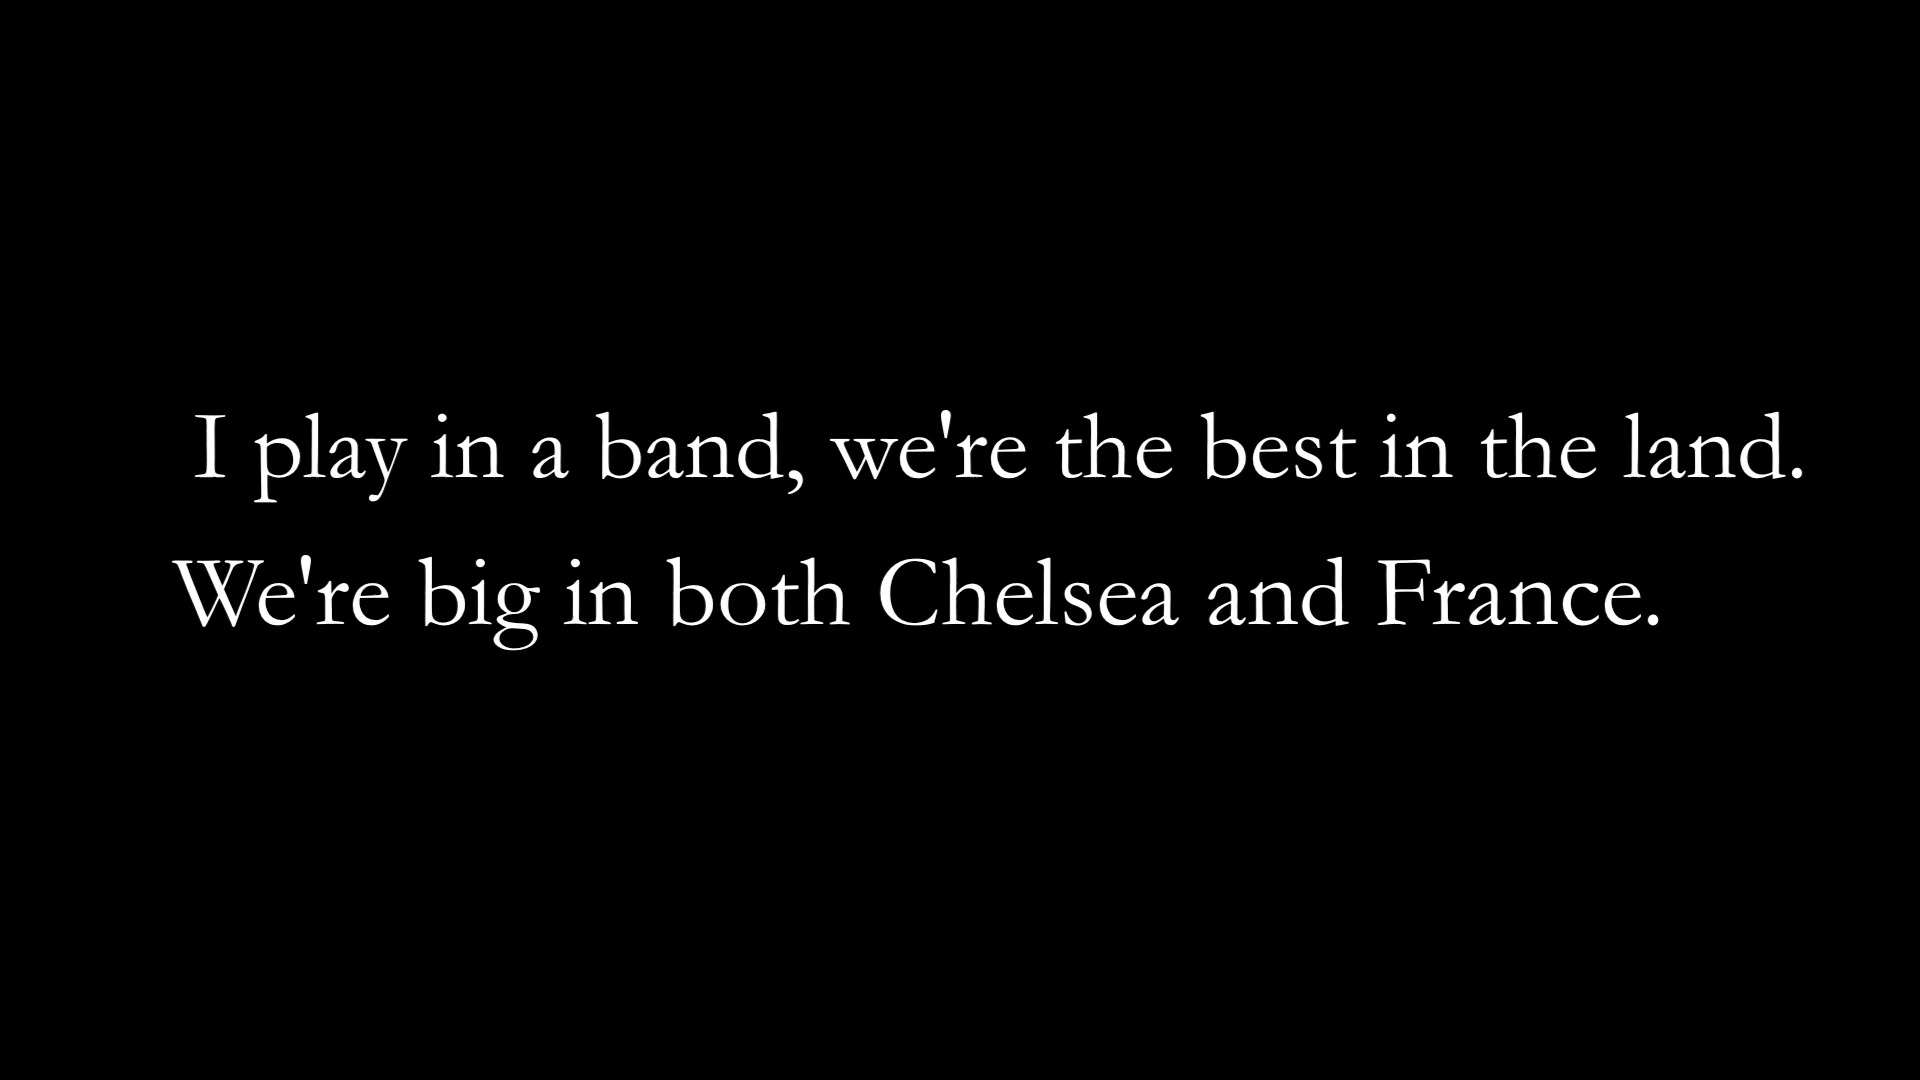 I play in a band, we're the best in the land.
We're big in both Chelsea and France.